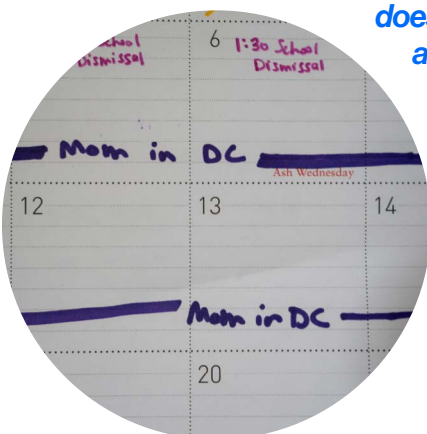 6
School 1:30 School
Dismissal Dismissal
Mom in DC
Ash Wednesday
12 13 14
Mom in DC
20